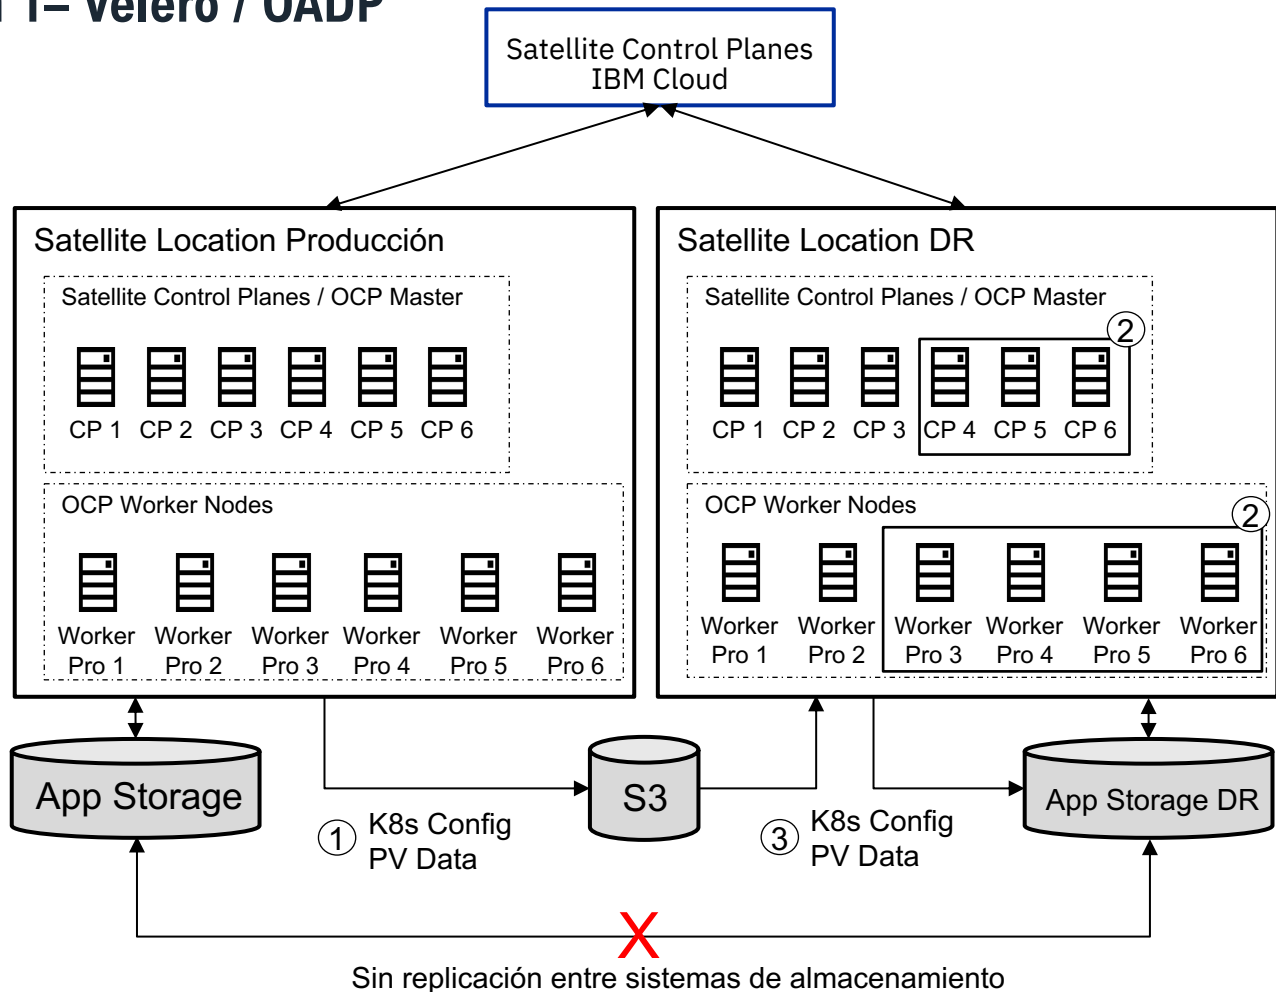 1– Velero / OADP
Satellite Control Planes
IBM Cloud
Satellite Location Producción
Satellite Control Planes / OCP Master
CP 1 CP 2 CP 3 CP 4 CP 5 CP 6
OCP Worker Nodes
Worker Worker Worker Worker Worker Worker
Pro 1 Pro 2 Pro 3 Pro 4 Pro 5 Pro 6
Satellite Location DR
Satellite Control Planes / OCP Master
2
CP 1 CP 2 CP 3 CP 4 CP 5 CP 6
OCP Worker Nodes
2
Worker Worker Worker Worker Worker Worker
Pro 1 Pro 2 Pro 3 Pro 4 Pro 5 Pro 6
App Storage
S3
App Storage DR
1 K8s Config
PV Data
3 K8s Config
PV Data
X
Sin replicación entre sistemas de almacenamiento